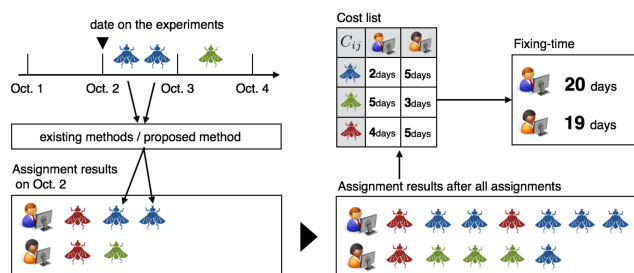 date on the experiments
Oct. 1 Oct. 2 Oct. 3 Oct. 4
existing methods / proposed method
Assignment results
on Oct. 2
Cost list
Cij
2days 5days
5days 3days
4days 5days
Fixing-time
20 days
19 days
Assignment results after all assignments